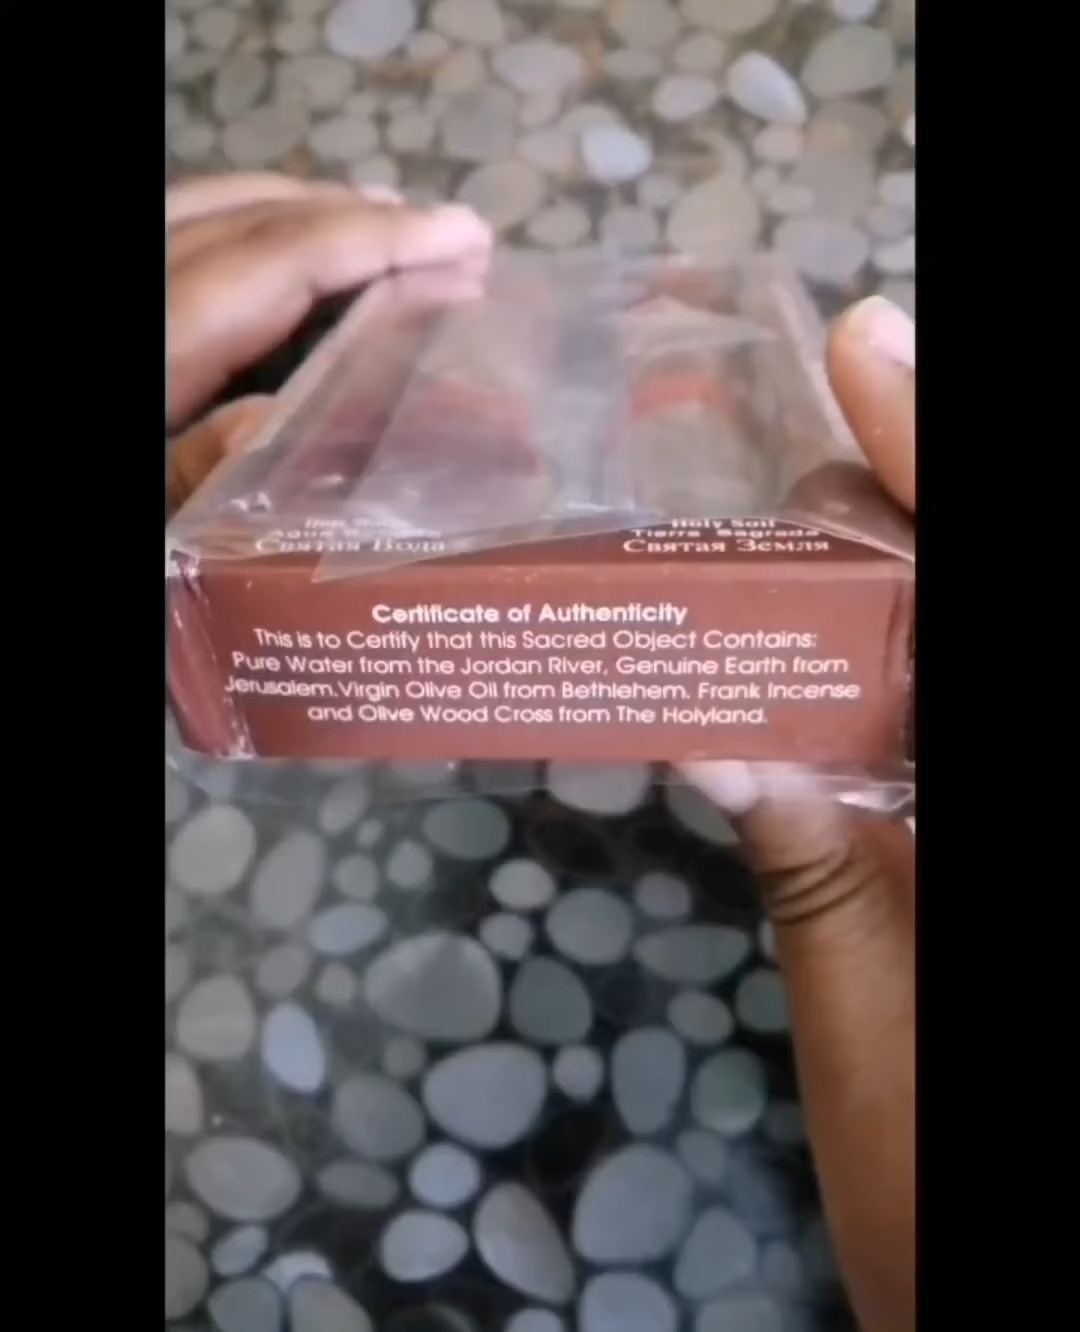 Святая Вода
Holy Soil
Tierra Sagrada
Святая Земля
Certificate of Authenticity
This is to Certify that this Sacred Object Contains:
Pure Water from the Jordan River, Genuine Earth from
Jerusalem.Virgin Olive Oil from Bethlehem. Frank Incense
and Olive Wood Cross from The Holyland.